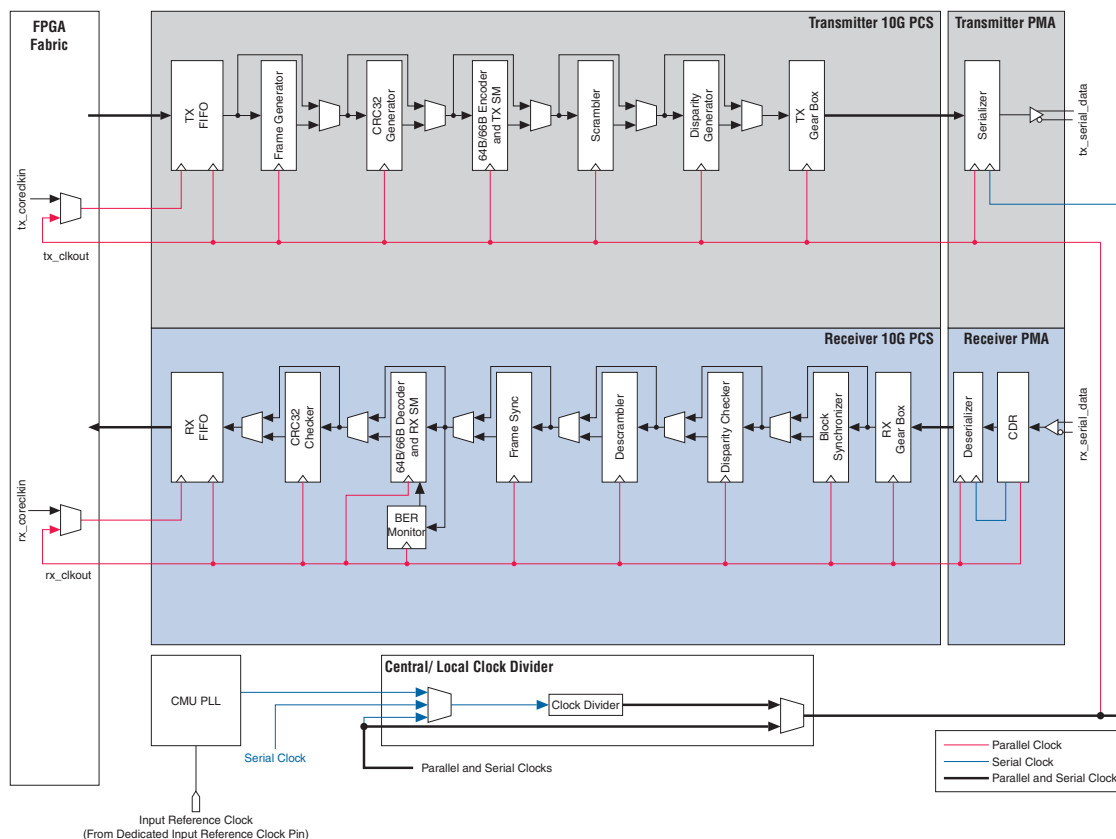 FPGA
Fabric
Transmitter 10G PCS
Transmitter PMA
TX
FIFO
Frame Generator
CRC32
Generator
64B/66B Encoder
and TX SM
Scrambler
Disparity
Generator
TX
Gear Box
Serializer
tx_serial_data
tx_coreclkin
tx_clkout
Receiver 10G PCS
Receiver PMA
RX
FIFO
CRC32
Checker
64B/66B Decoder
and RX SM
Frame Sync
Descrambler
Disparity Checker
Block
Synchronizer
RX
Gear Box
Deserializer
CDR
rx_serial_data
BER
Monitor
rx_coreclkin
rx_clkout
Central/ Local Clock Divider
CMU PLL
Clock Divider
Serial Clock
Parallel and Serial Clocks
Parallel Clock
Serial Clock
Parallel and Serial Clock
Input Reference Clock
(From Dedicated Input Reference Clock Pin)